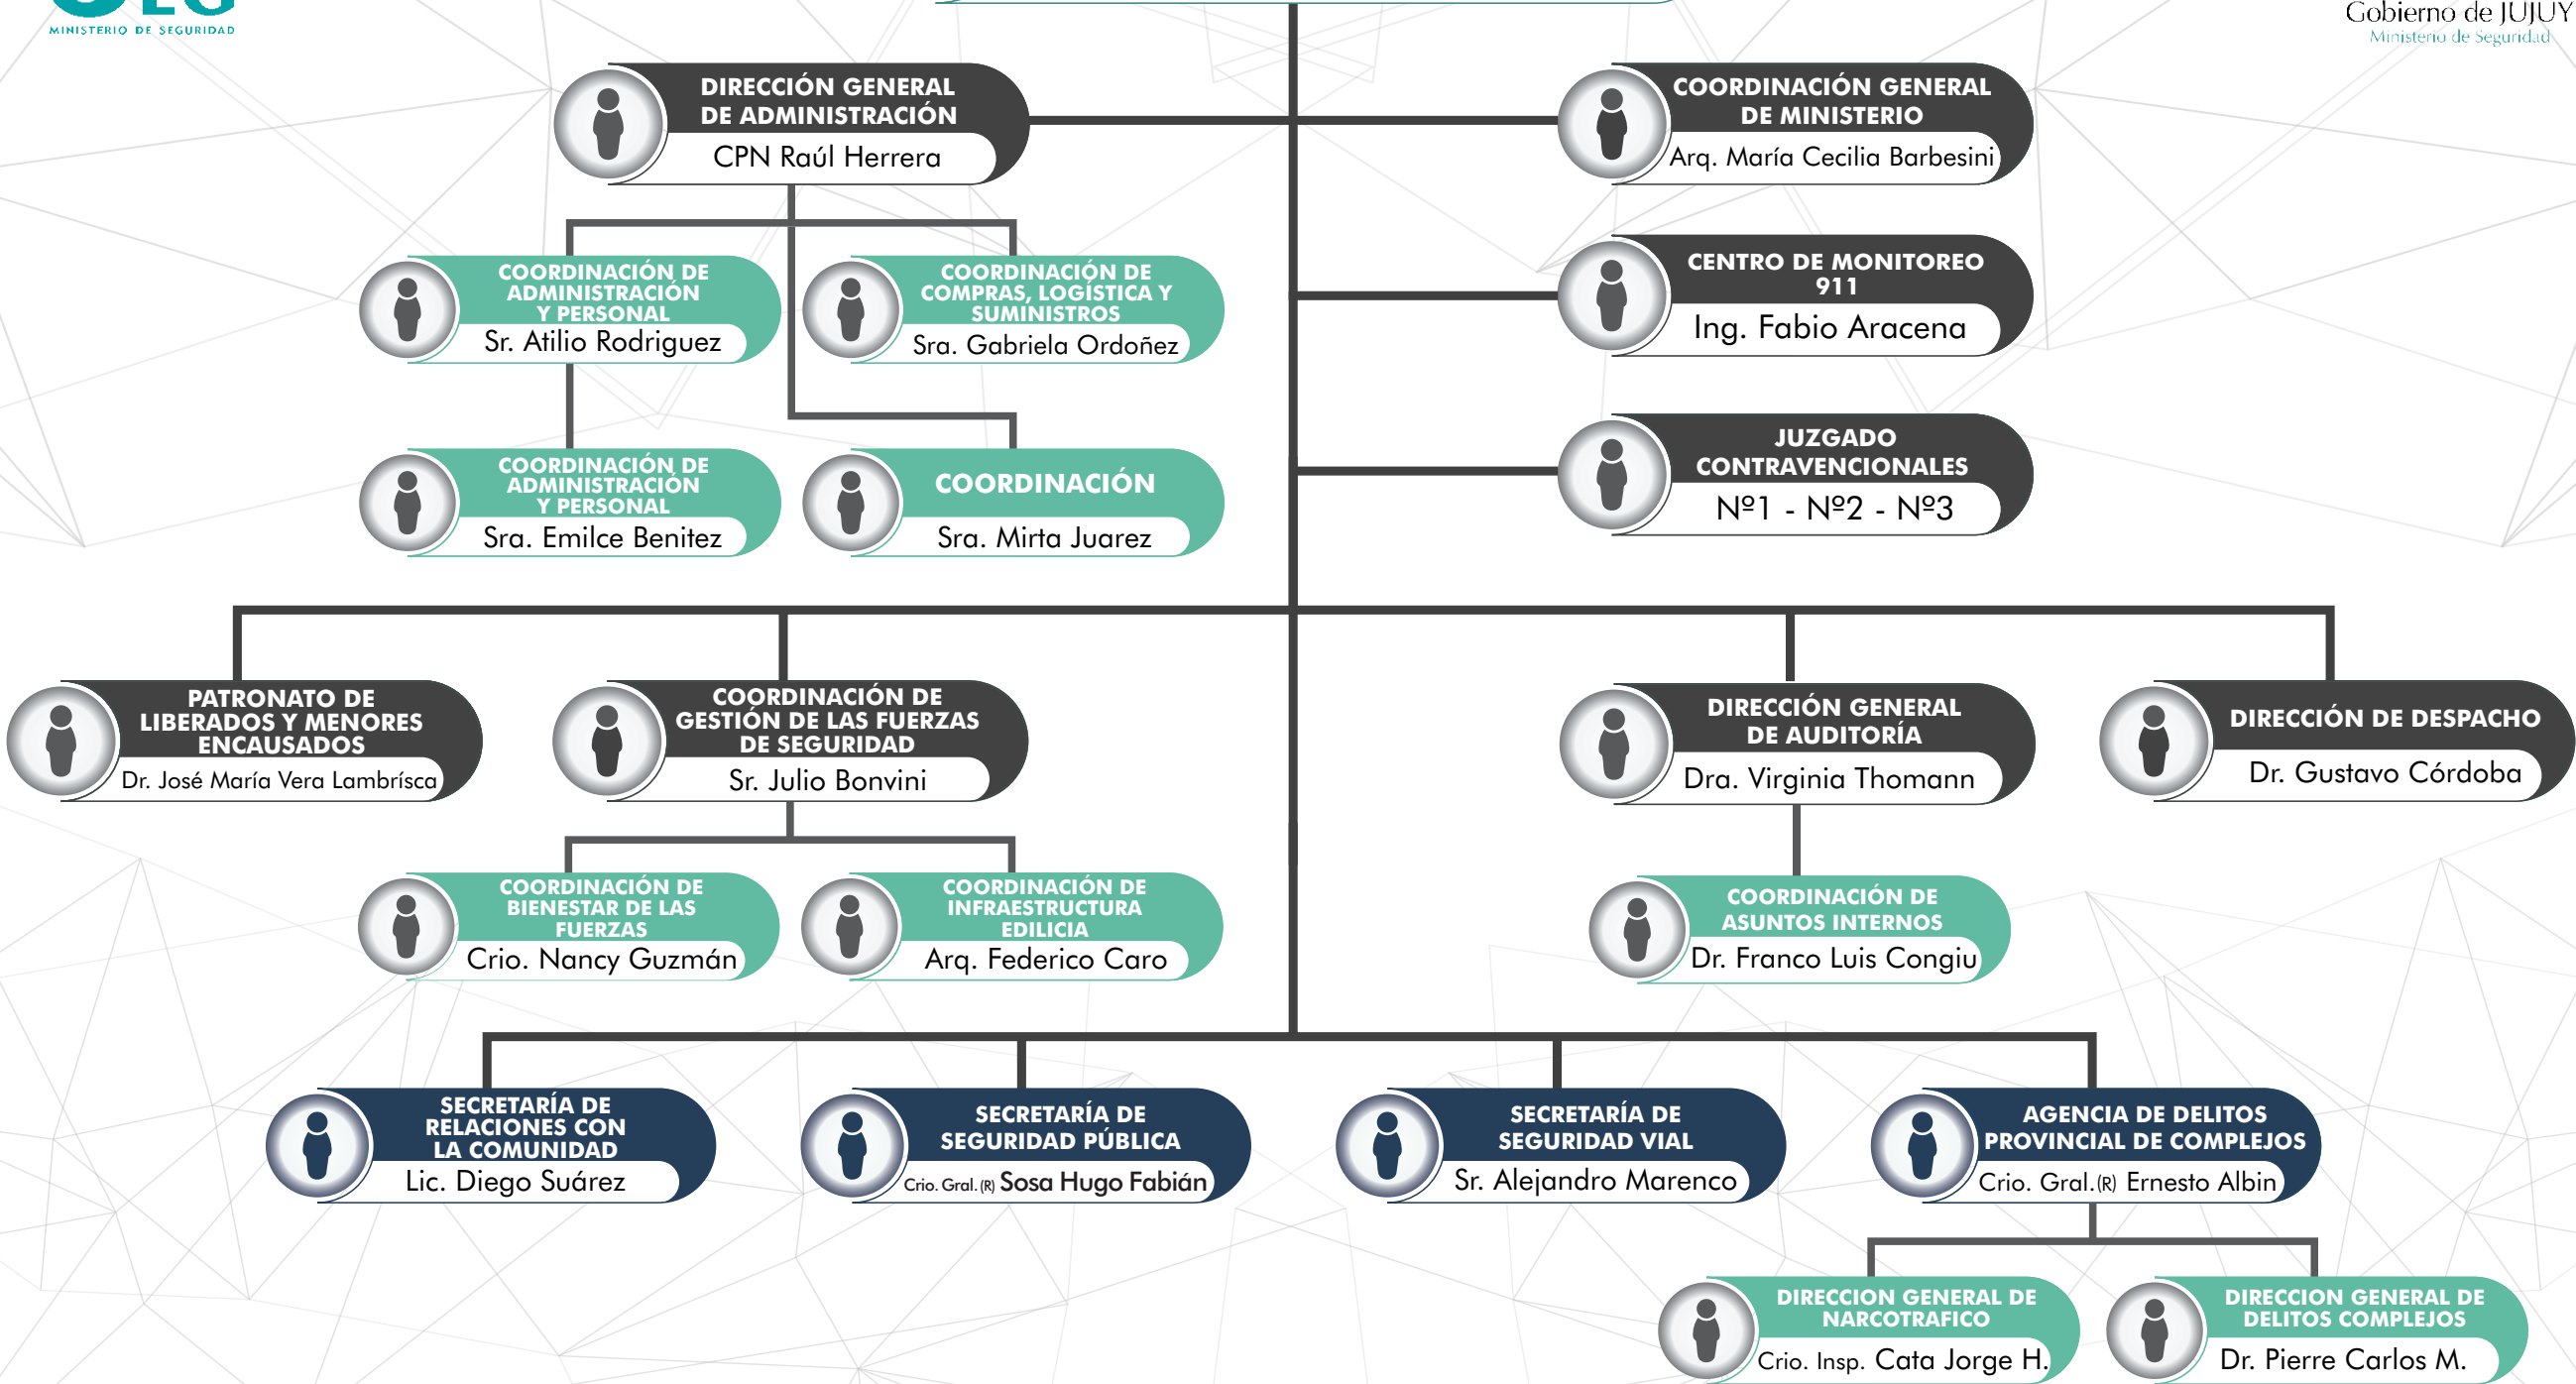 MINISTERIO DE SEGURIDAD
Gobierno de JUJUY
Ministerio de Seguridad
DIRECCIÓN GENERAL
DE ADMINISTRACIÓN
CPN Raúl Herrera
COORDINACIÓN GENERAL
DE MINISTERIO
Arq. María Cecilia Barbesini
COORDINACIÓN DE
ADMINISTRACIÓN
Y PERSONAL
Sr. Atilio Rodriguez
COORDINACIÓN DE
COMPRAS, LOGÍSTICA Y
SUMINISTROS
Sra. Gabriela Ordoñez
CENTRO DE MONITOREO
911
Ing. Fabio Aracena
COORDINACIÓN DE
ADMINISTRACIÓN
Y PERSONAL
Sra. Emilce Benitez
COORDINACIÓN
Sra. Mirta Juarez
JUZGADO
CONTRAVENCIONALES
Nº1 - Nº2 - Nº3
PATRONATO DE
LIBERADOS Y MENORES
ENCAUSADOS
Dr. José María Vera Lambrísca
COORDINACIÓN DE
GESTIÓN DE LAS FUERZAS
DE SEGURIDAD
Sr. Julio Bonvini
DIRECCIÓN GENERAL
DE AUDITORÍA
Dra. Virginia Thomann
DIRECCIÓN DE DESPACHO
Dr. Gustavo Córdoba
COORDINACIÓN DE
BIENESTAR DE LAS
FUERZAS
Crio. Nancy Guzmán
COORDINACIÓN DE
INFRAESTRUCTURA
EDILICIA
Arq. Federico Caro
COORDINACIÓN DE
ASUNTOS INTERNOS
Dr. Franco Luis Congiu
SECRETARÍA DE
RELACIONES CON
LA COMUNIDAD
Lic. Diego Suárez
SECRETARÍA DE
SEGURIDAD PÚBLICA
Crio. Gral.(R) Sosa Hugo Fabián
SECRETARÍA DE
SEGURIDAD VIAL
Sr. Alejandro Marenco
AGENCIA DE DELITOS
PROVINCIAL DE COMPLEJOS
Crio. Gral.(R) Ernesto Albin
DIRECCION GENERAL DE
NARCOTRAFICO
Crio. Insp. Cata Jorge H.
DIRECCION GENERAL DE
DELITOS COMPLEJOS
Dr. Pierre Carlos M.